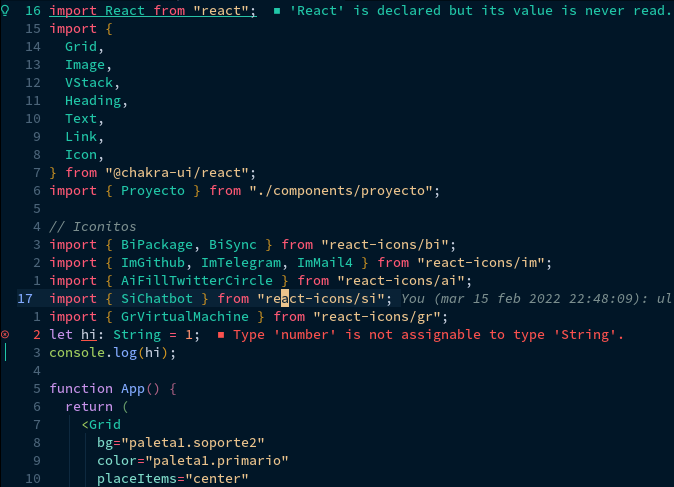 16 import React from "react"; ■ 'React' is declared but its value is never read.
15 import {
14   Grid,
13   Image,
12   VStack,
11   Heading,
10   Text,
9   Link,
8   Icon,
7 } from "@chakra-ui/react";
6 import { Proyecto } from "./components/proyecto";
5
4 // Iconitos
3 import { BiPackage, BiSync } from "react-icons/bi";
2 import { ImGithub, ImTelegram, ImMail4 } from "react-icons/im";
1 import { AiFillTwitterCircle } from "react-icons/ai";
17 import { SiChatbot } from "react-icons/si"; You (mar 15 feb 2022 22:48:09): ul
1 import { GrVirtualMachine } from "react-icons/gr";
2 let hi: String = 1; ■ Type 'number' is not assignable to type 'String'.
3 console.log(hi);
4
5 function App() {
6   return (
7     <Grid
8       bg="paleta1.soporte2"
9       color="paleta1.primario"
10       placeItems="center"